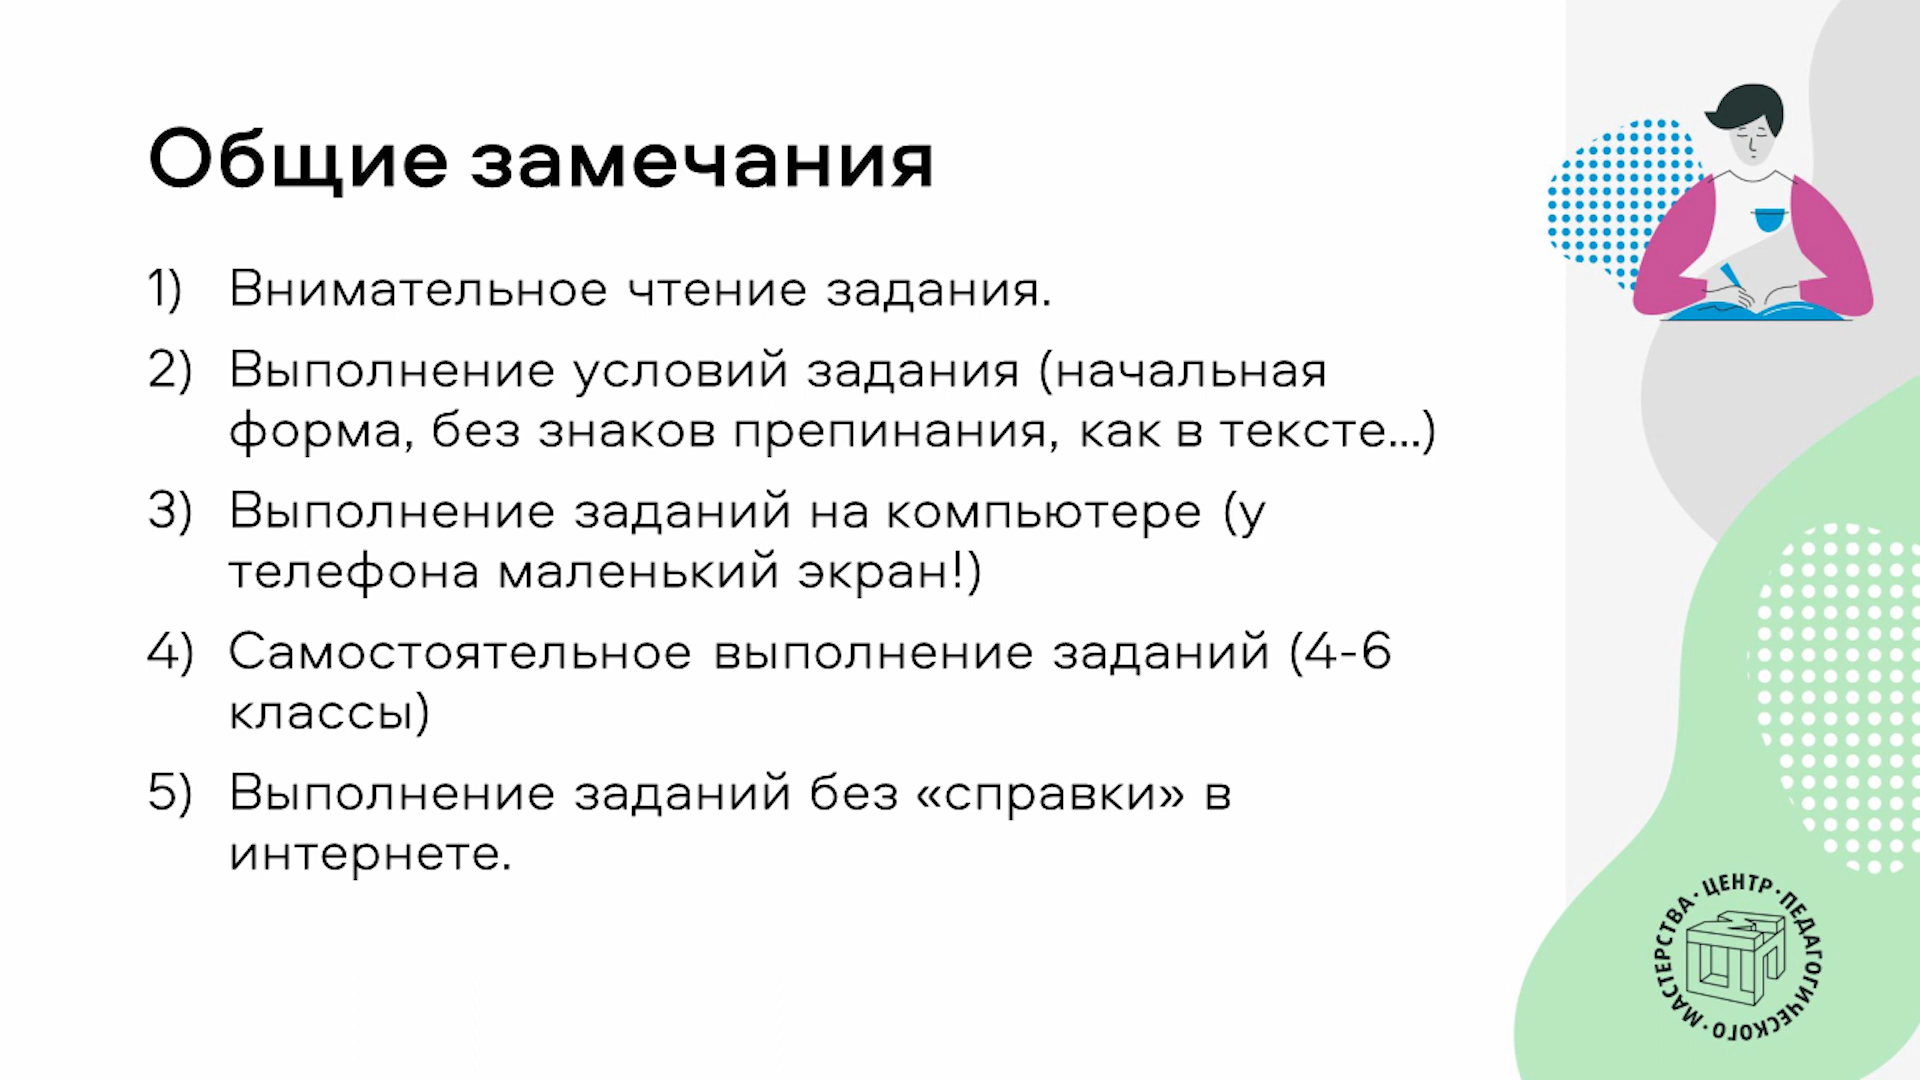 Общие замечания
1) Внимательное чтение задания.
2) Выполнение условий задания (начальная
форма, без знаков препинания, как в тексте...)
3) Выполнение заданий на компьютере (у
телефона маленький экран!)
4) Самостоятельное выполнение заданий (4-6
классы)
5) Выполнение заданий без «справки» в
интернете.
ЦЕНТР · ПЕДАГОГИЧЕСКОГО · МАСТЕРСТВА ·